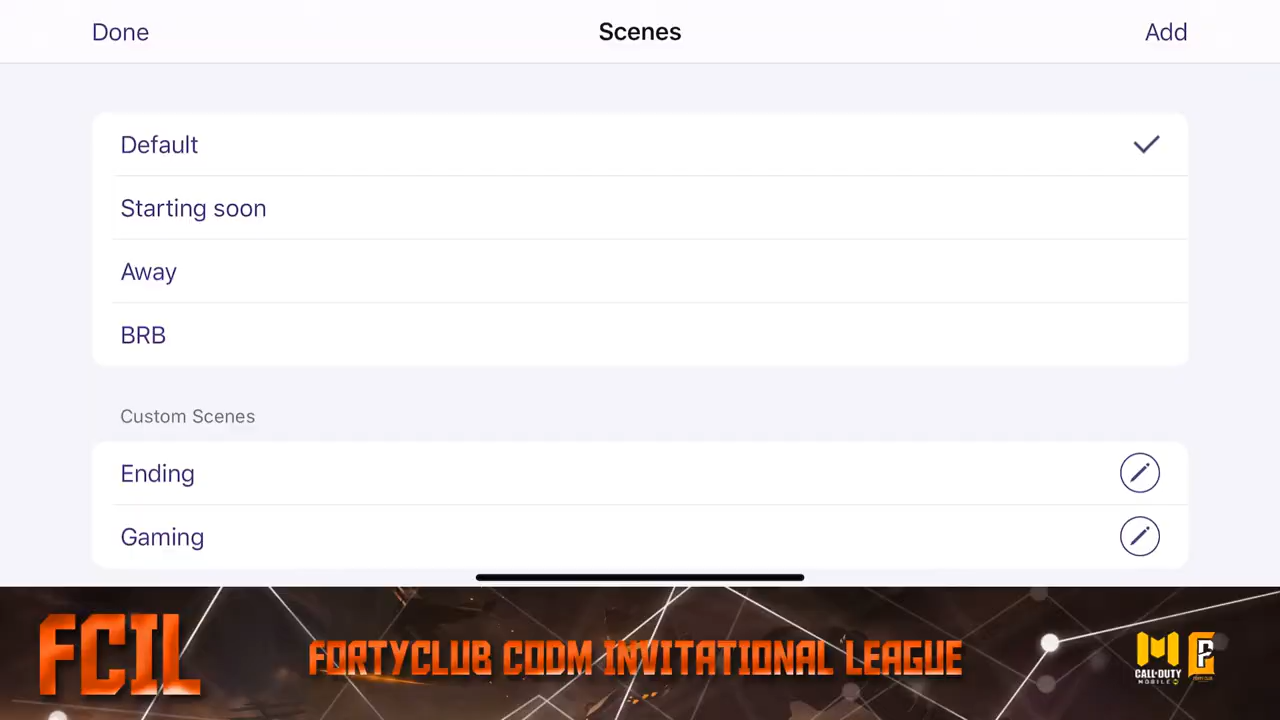 Done
Scenes
Add
Default
Starting soon
Away
BRB
Custom Scenes
Ending
Gaming
FCIL
FORTYCLUB CODM INVITATIONAL LEAGUE
CALL OF DUTY
MOBILE